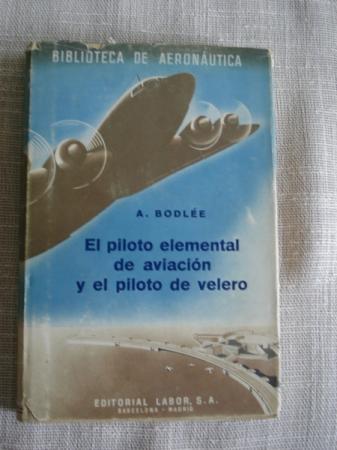 BIBLIOTECA DE AERONÁUTICA
A. BODLÉE
El piloto elemental
de aviación
y el piloto de velero
EDITORIAL LABOR, S.A.
BARCELONA - MADRID